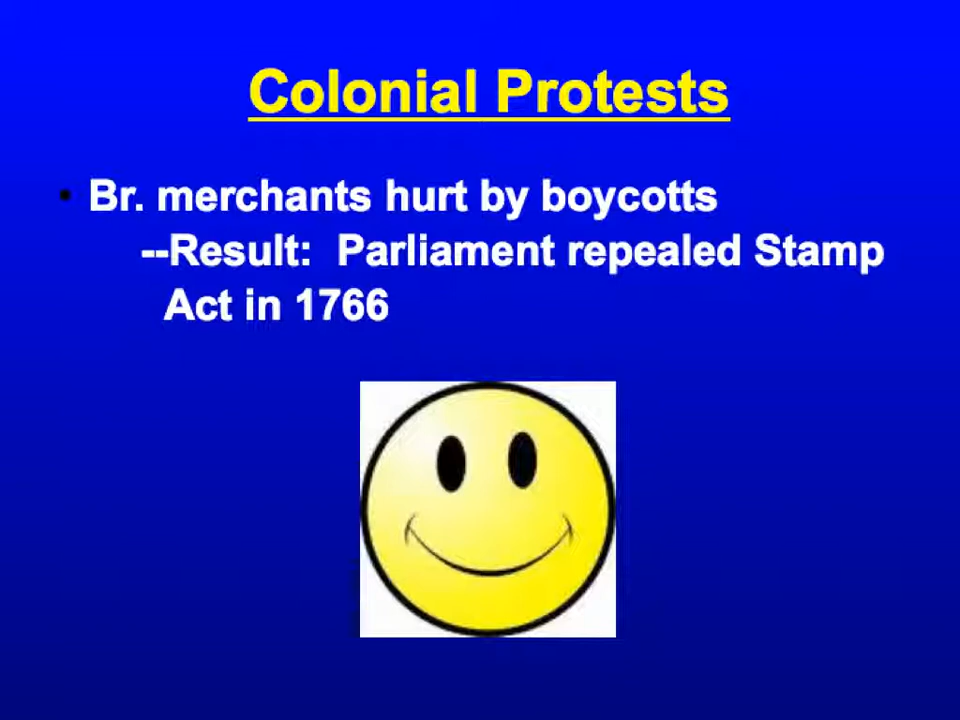 Colonial Protests
• Br. merchants hurt by boycotts
--Result: Parliament repealed Stamp
Act in 1766